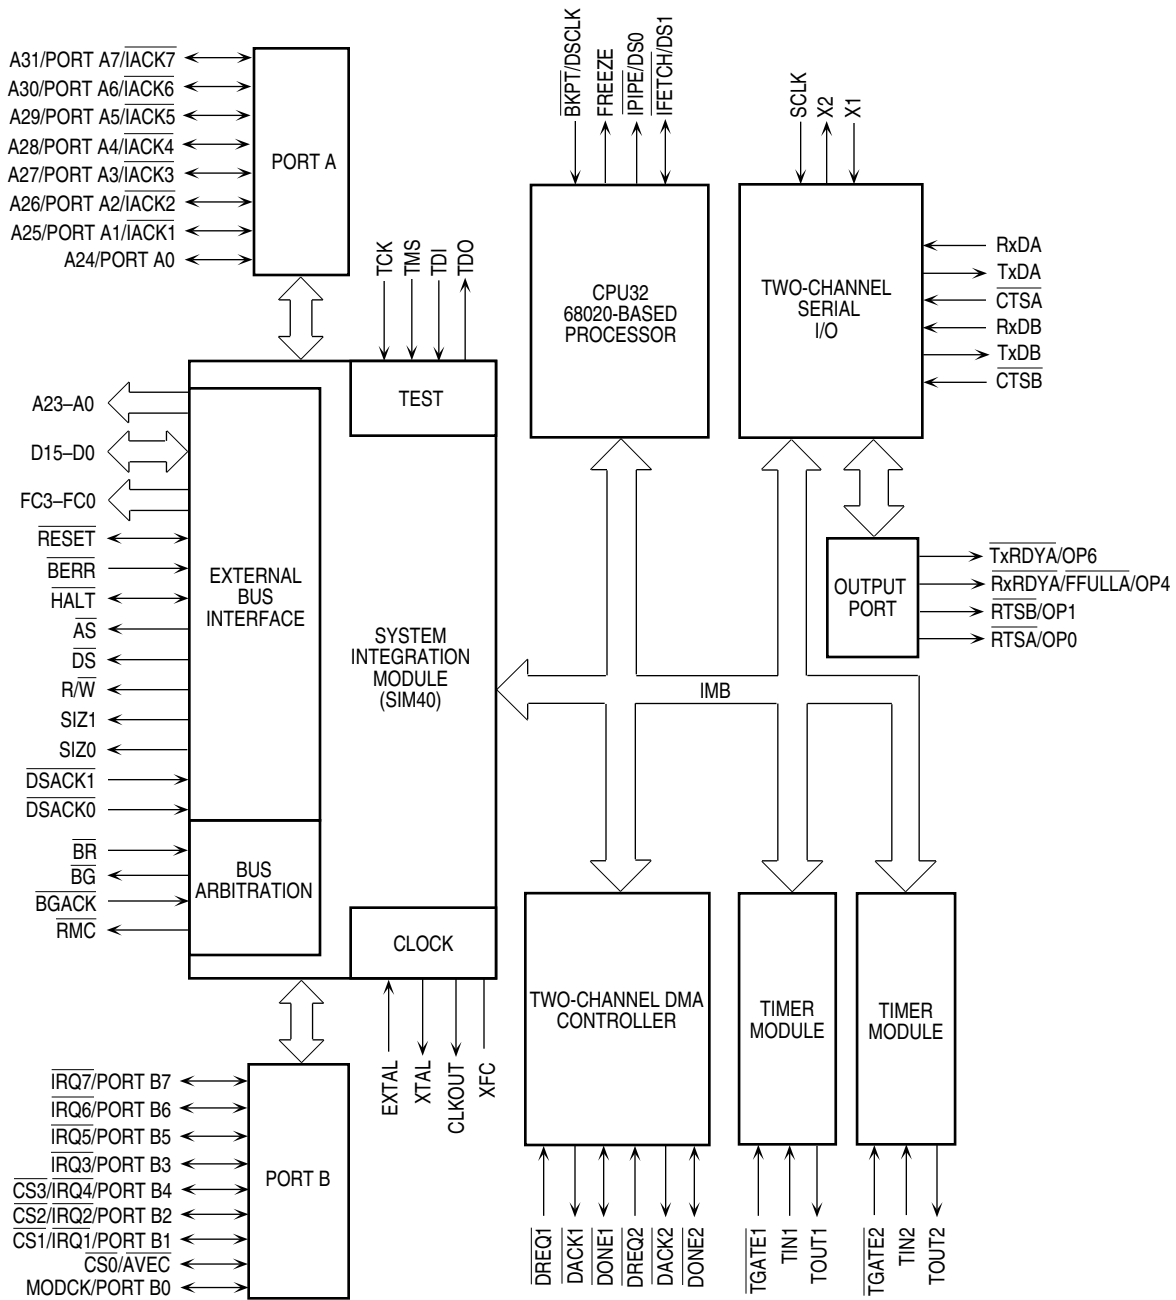 A31/PORT A7/IACK7
A30/PORT A6/IACK6
A29/PORT A5/IACK5
A28/PORT A4/IACK4
A27/PORT A3/IACK3
A26/PORT A2/IACK2
A25/PORT A1/IACK1
A24/PORT A0
PORT A
TCK
TMS
TDI
TDO
TEST
A23–A0
D15–D0
FC3–FC0
RESET
BERR
HALT
AS
DS
R/W
SIZ1
SIZ0
DSACK1
DSACK0
BR
BG
BGACK
RMC
EXTERNAL
BUS
INTERFACE
BUS
ARBITRATION
SYSTEM
INTEGRATION
MODULE
(SIM40)
CLOCK
EXTAL
XTAL
CLKOUT
XFC
IRQ7/PORT B7
IRQ6/PORT B6
IRQ5/PORT B5
IRQ3/PORT B3
CS3/IRQ4/PORT B4
CS2/IRQ2/PORT B2
CS1/IRQ1/PORT B1
CS0/AVEC
MODCK/PORT B0
PORT B
BKPT/DSCLK
FREEZE
IPIPE/DS0
IFETCH/DS1
CPU32
68020-BASED
PROCESSOR
SCLK
X2
X1
TWO-CHANNEL
SERIAL
I/O
RxDA
TxDA
CTSA
RxDB
TxDB
CTSB
OUTPUT
PORT
TxRDYA/OP6
RxRDYA/FFULLA/OP4
RTSB/OP1
RTSA/OP0
IMB
TWO-CHANNEL DMA
CONTROLLER
DREQ1
DACK1
DONE1
DREQ2
DACK2
DONE2
TIMER
MODULE
TGATE1
TIN1
TOUT1
TIMER
MODULE
TGATE2
TIN2
TOUT2